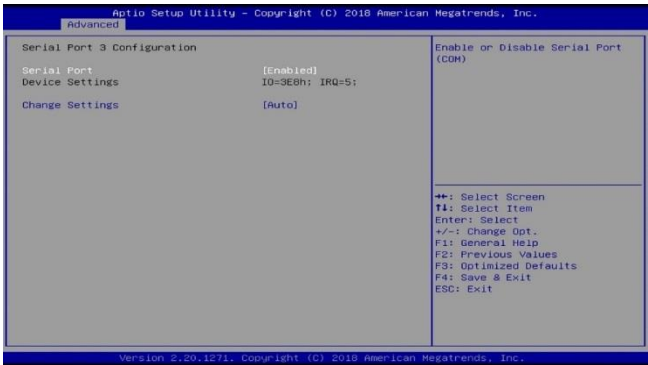 Aptio Setup Utility – Copyright (C) 2018 American Megatrends, Inc.
Advanced
Serial Port 3 Configuration
Serial Port [Enabled]
Device Settings IO=3E8h; IRQ=5;
Change Settings [Auto]
Enable or Disable Serial Port
(COM)
→←: Select Screen
↑↓: Select Item
Enter: Select
+/-: Change Opt.
F1: General Help
F2: Previous Values
F3: Optimized Defaults
F4: Save & Exit
ESC: Exit
Version 2.20.1271. Copyright (C) 2018 American Megatrends, Inc.